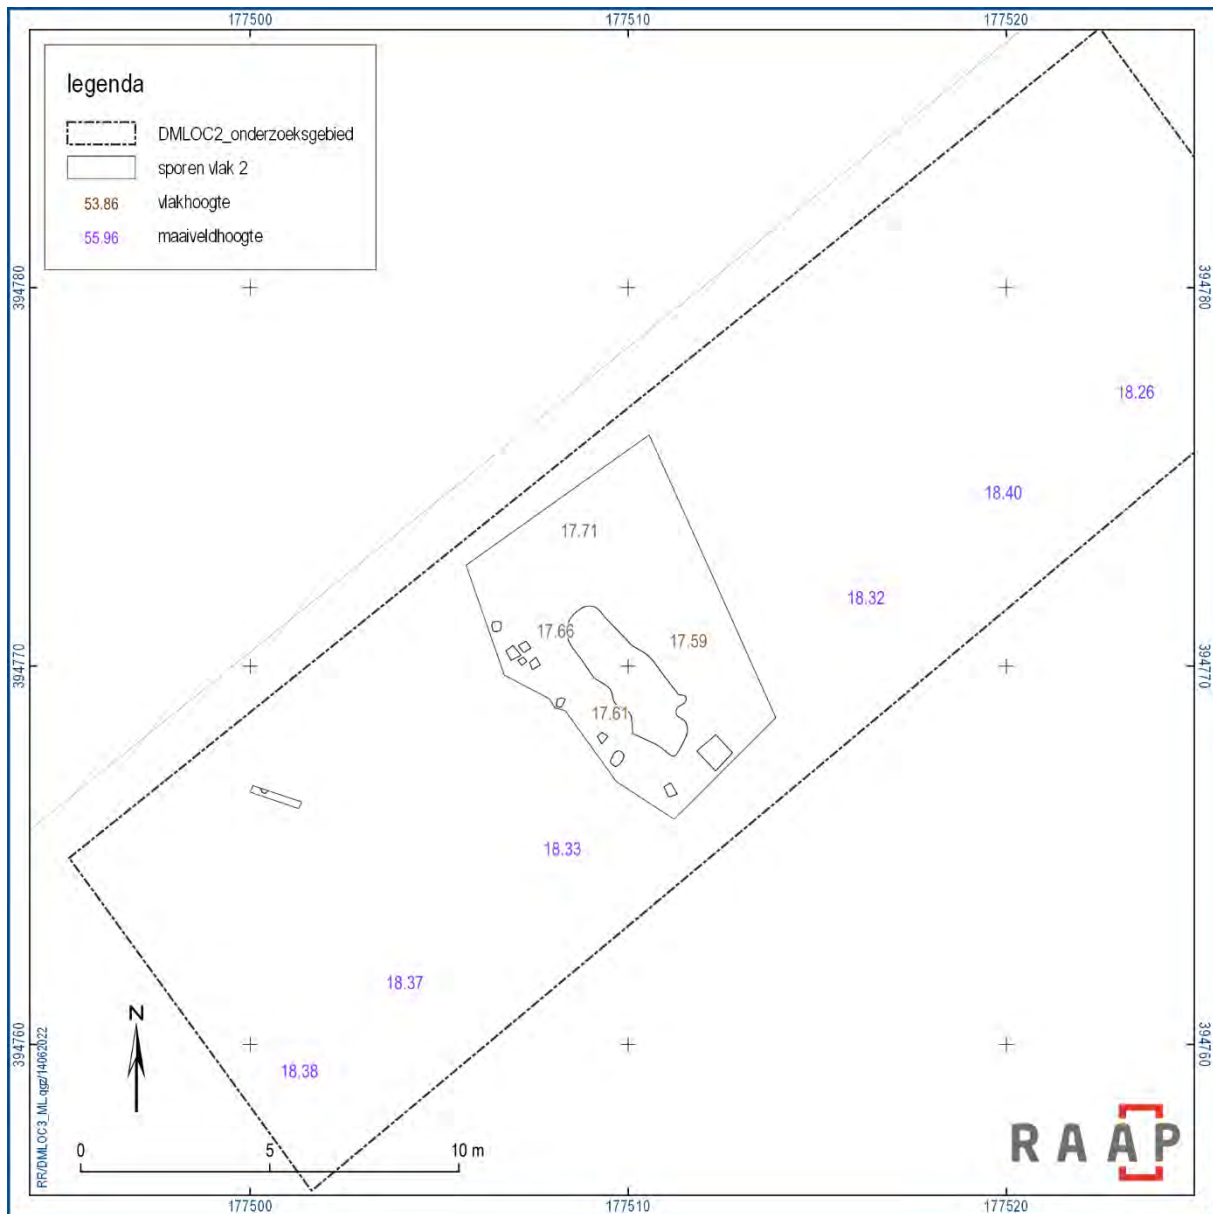 177500
177510
177520
legenda
DMLOC2_onderzoeksgebied
sporen vlak 2
53.86 vlakhoogte
55.96 maaiveldhoogte
394780
394780
18.26
18.40
17.71
18.32
17.66
17.59
394770
394770
17.61
18.33
18.37
N
394760
394760
18.38
RR/DMLOC3_ML.qgz/14062022
0 5 10 m
RAAP
177500
177510
177520